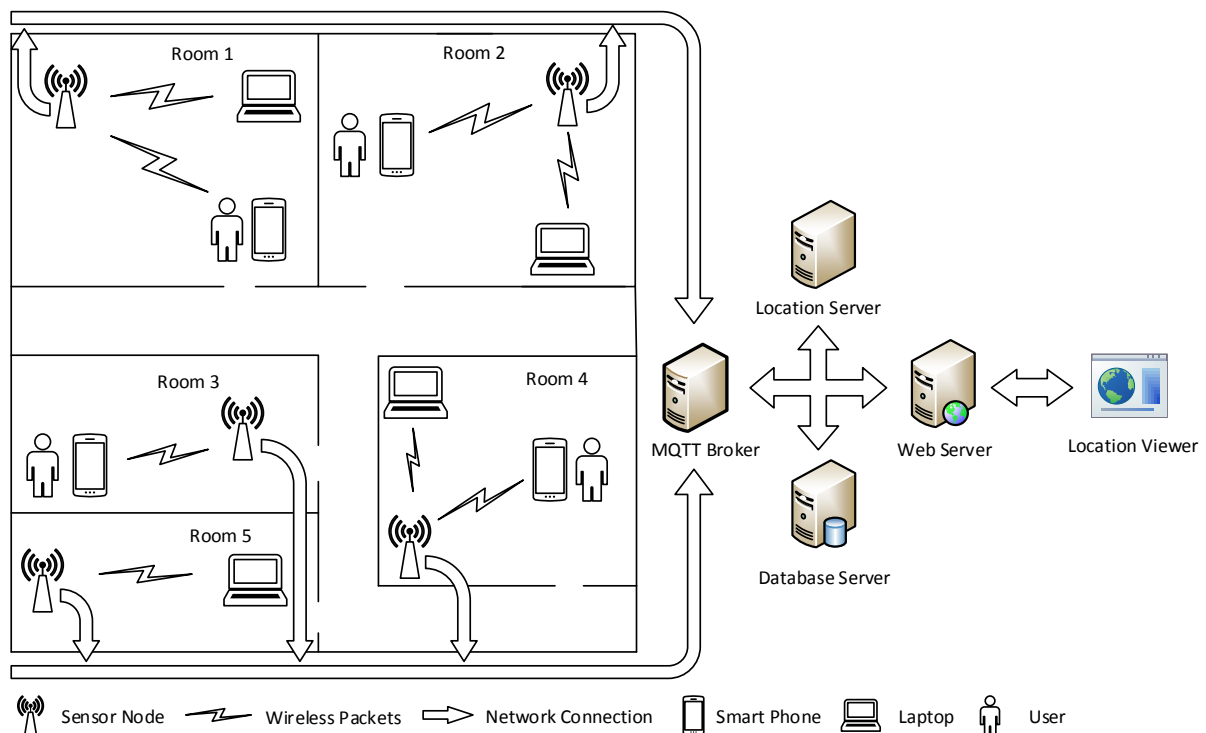 Room 1
Room 2
Location Server
Room 3
Room 4
MQTT Broker
Web Server
Location Viewer
Room 5
Database Server
Sensor Node
Wireless Packets
Network Connection
Smart Phone
Laptop
User